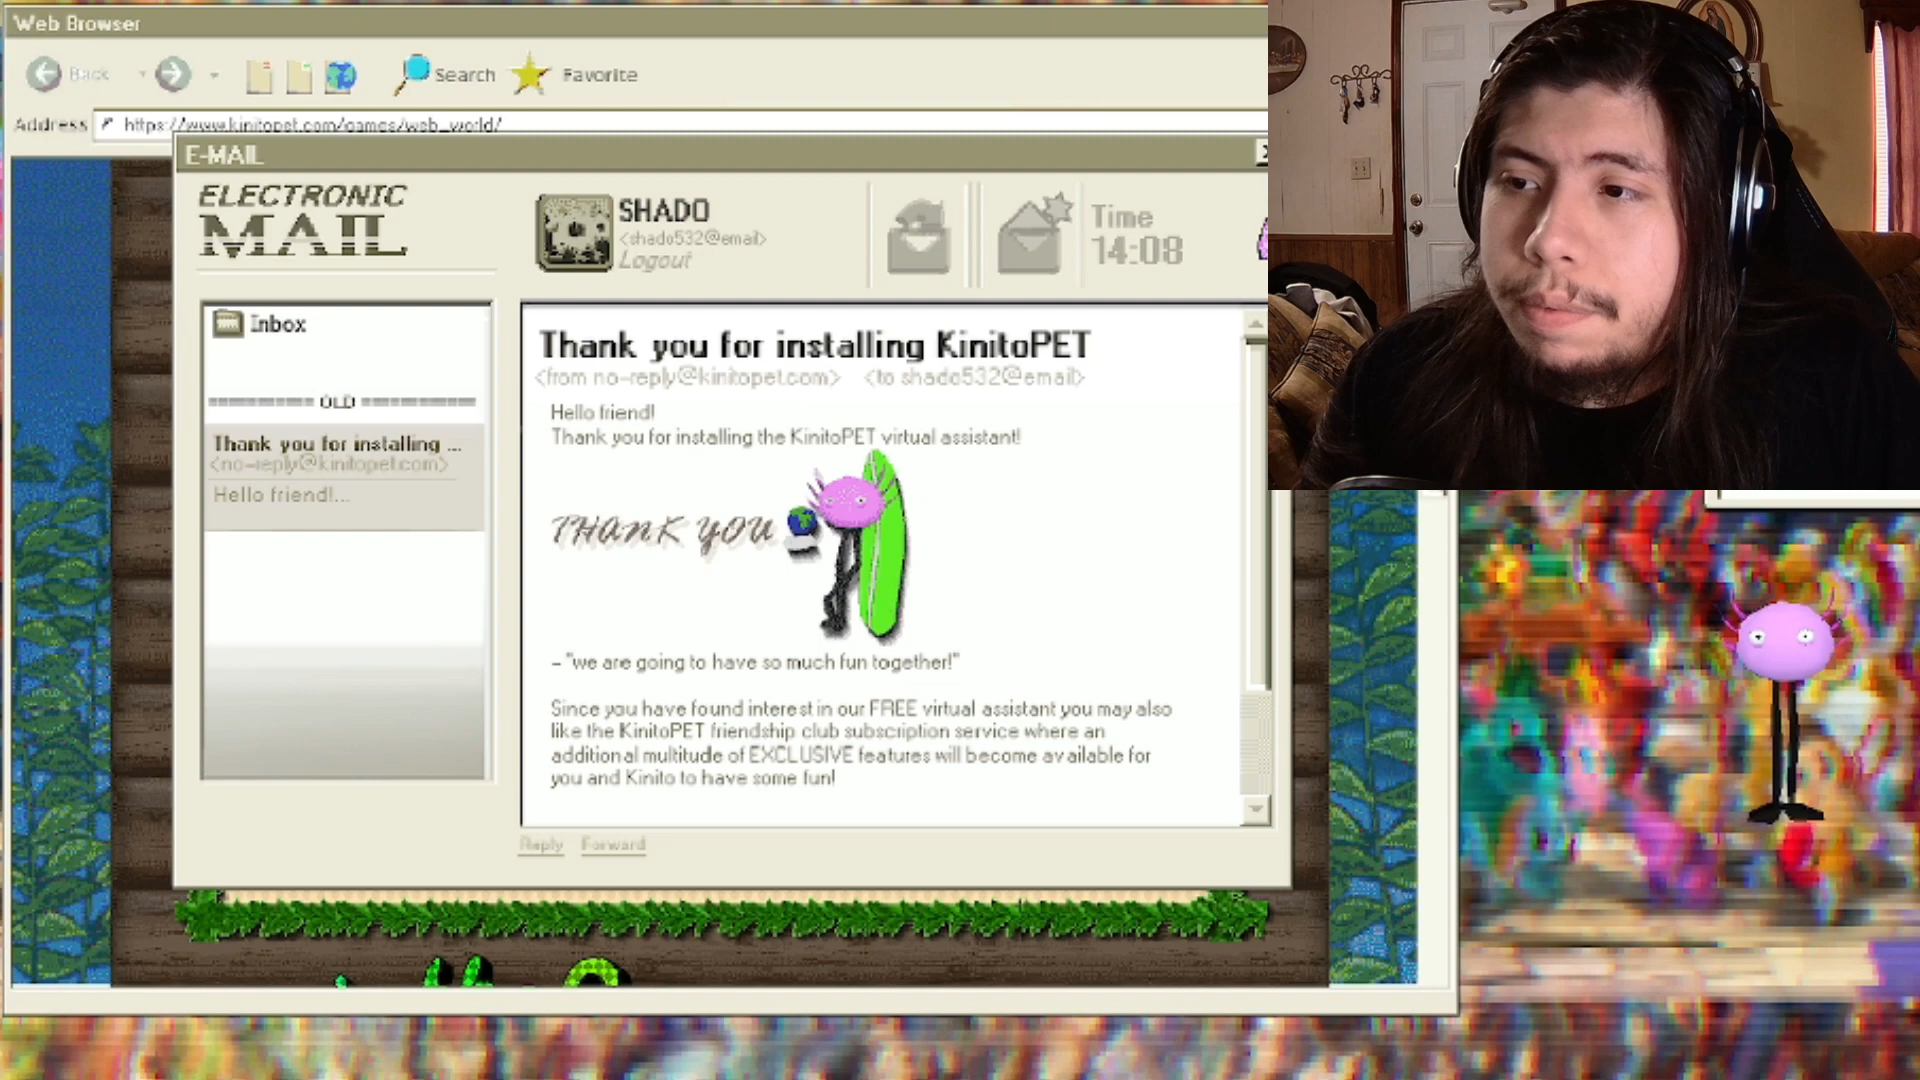 Web Browser
Back
Search
Favorite
Address
https://www.kinitopet.com/games/web_world/
E-MAIL
ELECTRONIC
MAIL
SHADO
<shado532@email>
Logout
Time
14:08
Inbox
========== OLD ==========
Thank you for installing ...
<no-reply@kinitopet.com>
Hello friend!...
Thank you for installing KinitoPET
<from no-reply@kinitopet.com> <to shado532@email>
Hello friend!
Thank you for installing the KinitoPET virtual assistant!
THANK YOU
- "we are going to have so much fun together!"
Since you have found interest in our FREE virtual assistant you may also
like the KinitoPET friendship club subscription service where an
additional multitude of EXCLUSIVE features will become available for
you and Kinito to have some fun!
Reply Forward